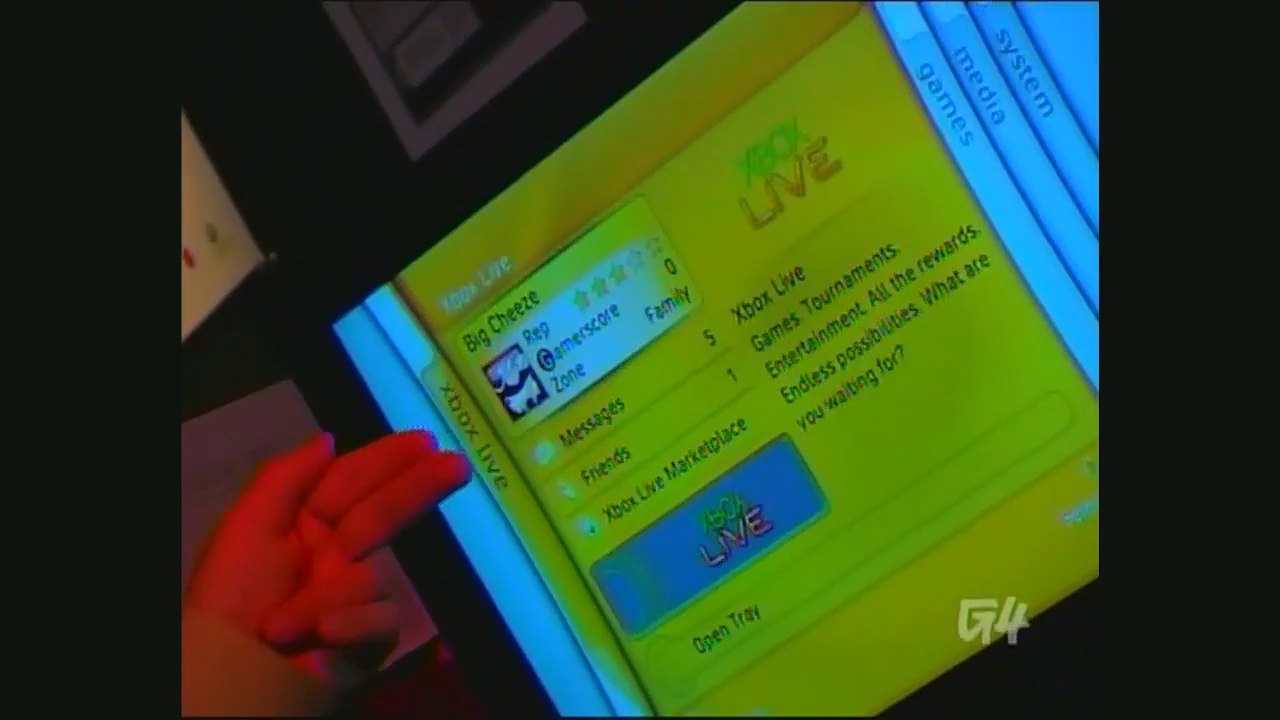 system
media
games
XBOX
LIVE
Xbox Live
Big Cheeze
Rep
Gamerscore 0
Zone Family
Messages 5
Friends 1
Xbox Live Marketplace
XBOX
LIVE
Open Tray
Xbox Live
Games. Tournaments.
Entertainment. All the rewards.
Endless possibilities. What are
you waiting for?
xbox live
G4